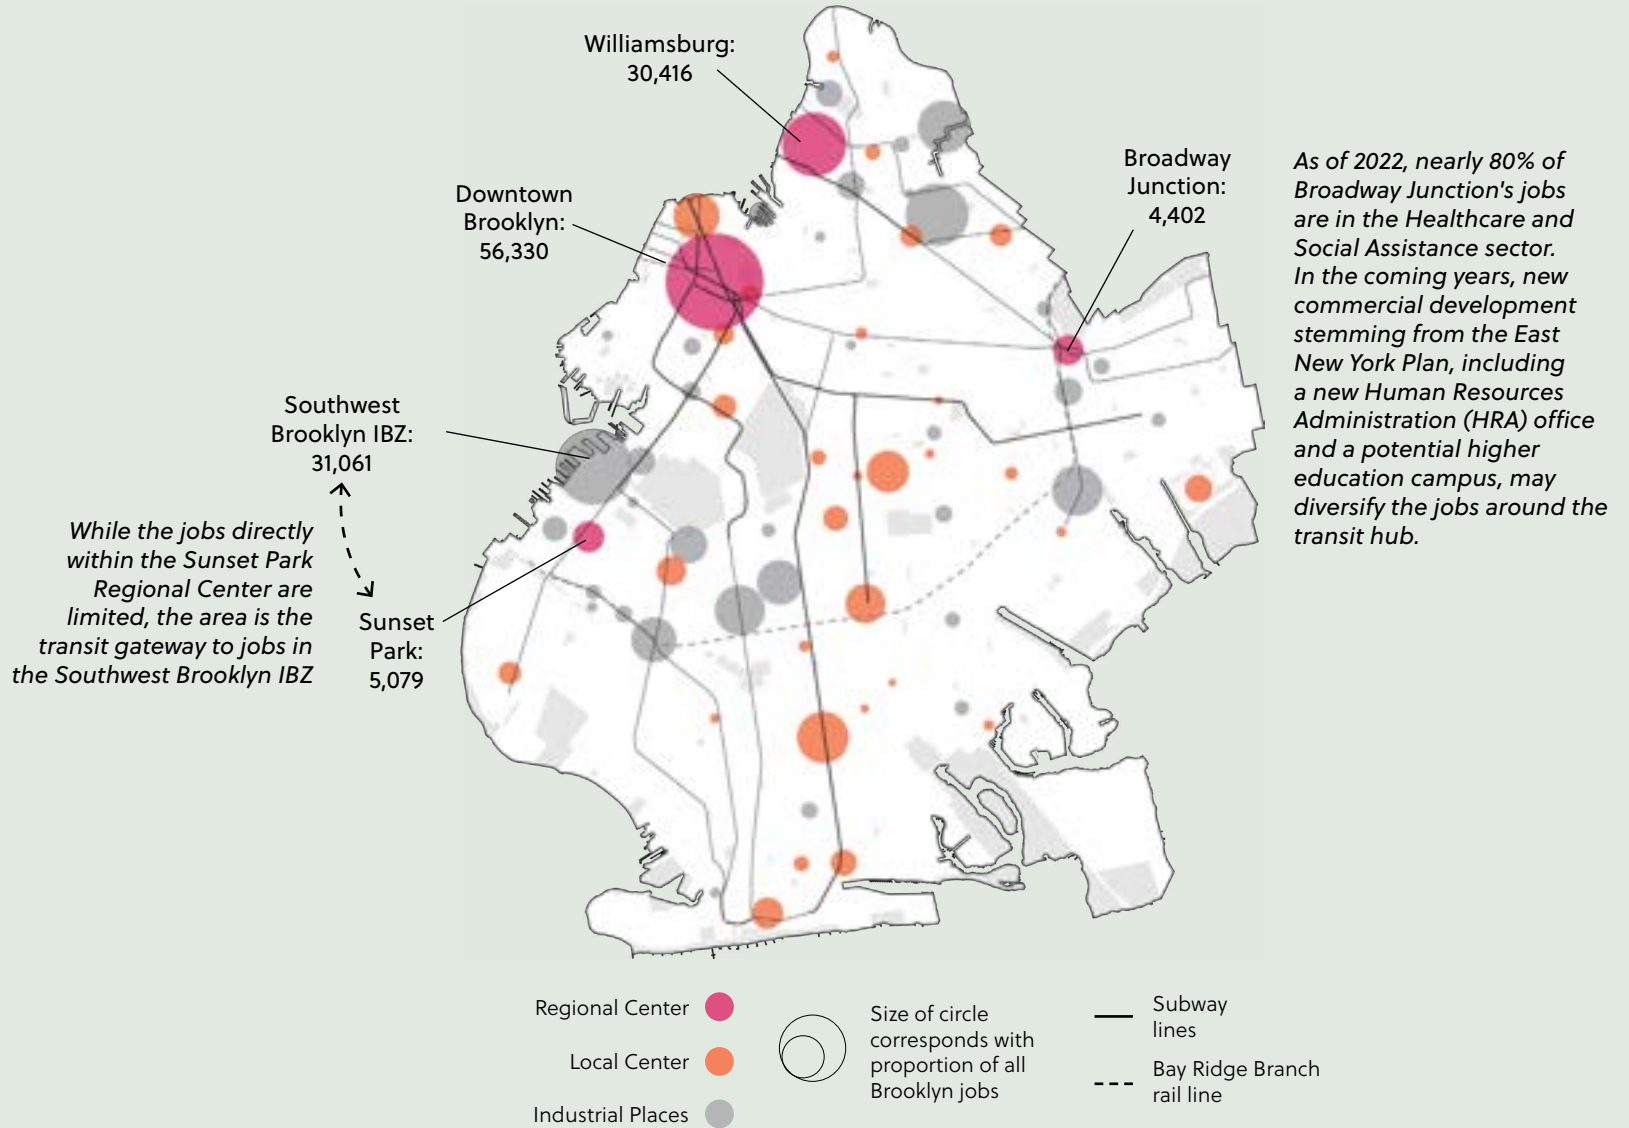 Williamsburg:
30,416
Downtown
Brooklyn:
56,330
Broadway
Junction:
4,402
As of 2022, nearly 80% of
Broadway Junction's jobs
are in the Healthcare and
Social Assistance sector.
In the coming years, new
commercial development
stemming from the East
New York Plan, including
a new Human Resources
Administration (HRA) office
and a potential higher
education campus, may
diversify the jobs around the
transit hub.
Southwest
Brooklyn IBZ:
31,061
While the jobs directly
within the Sunset Park
Regional Center are
limited, the area is the
transit gateway to jobs in
the Southwest Brooklyn IBZ
Sunset
Park:
5,079
Regional Center
Local Center
Industrial Places
Size of circle
corresponds with
proportion of all
Brooklyn jobs
Subway
lines
Bay Ridge Branch
rail line